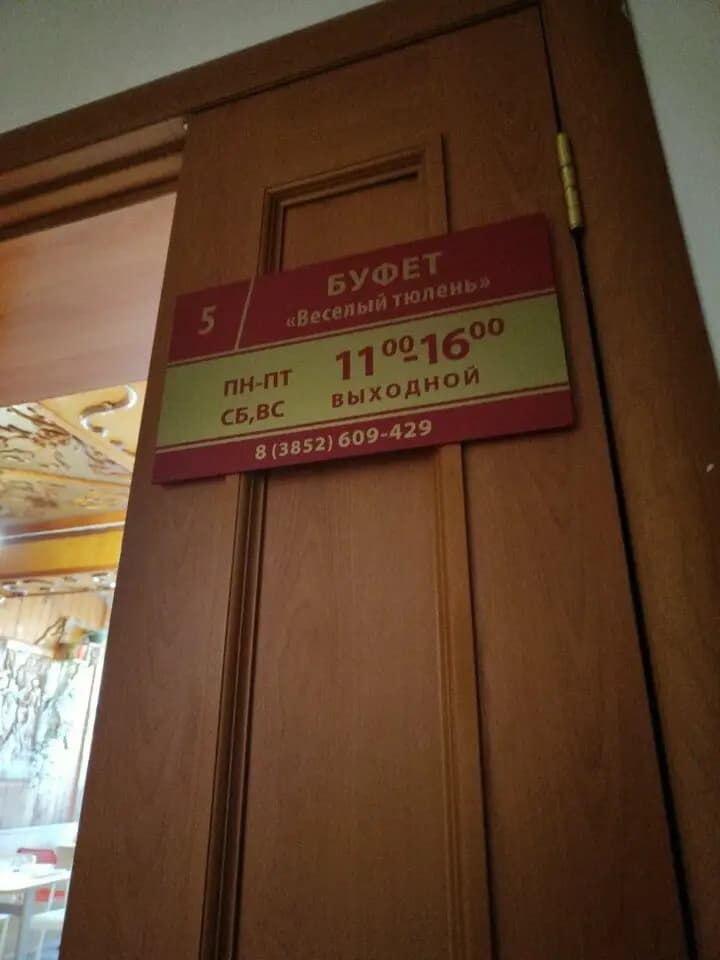 5
БУФЕТ
«Веселый тюлень»
ПН-ПТ 11⁰⁰-16⁰⁰
СБ,ВС ВЫХОДНОЙ
8 (3852) 609-429